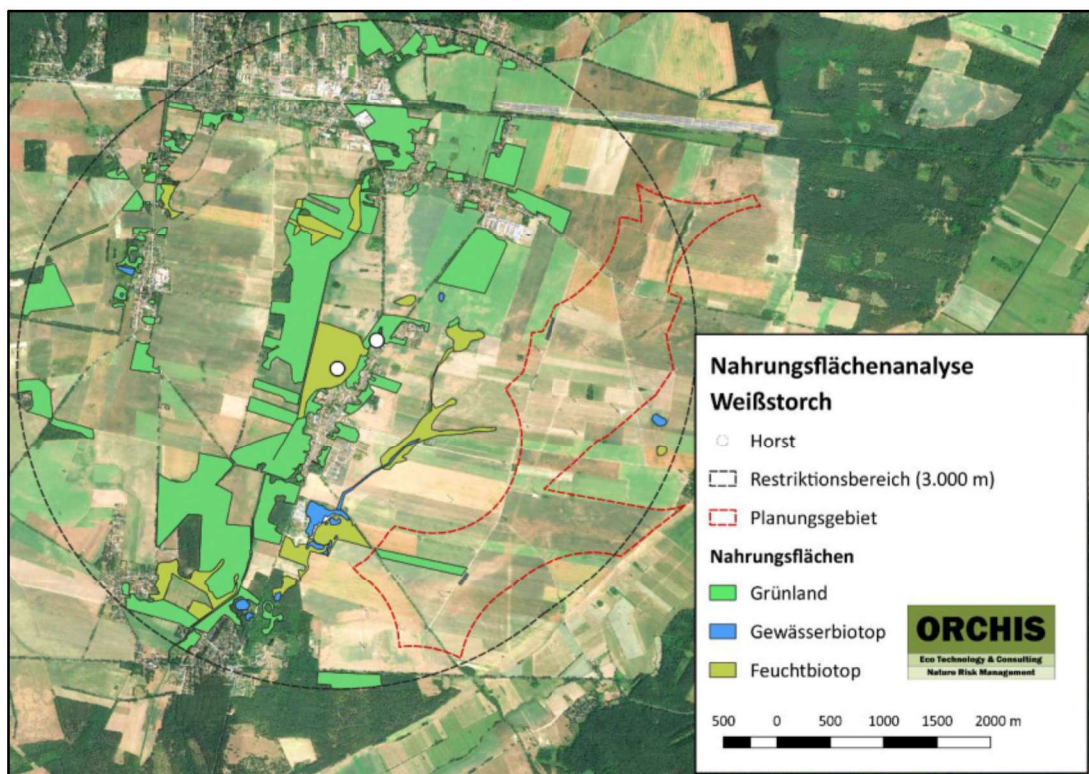 Nahrungsflächenanalyse
Weißstorch
Horst
Restriktionsbereich (3.000 m)
Planungsgebiet
Nahrungsflächen
Grünland
Gewässerbiotop
Feuchtbiotop
ORCHIS
Eco Technology & Consulting
Nature Risk Management
500 0 500 1000 1500 2000 m